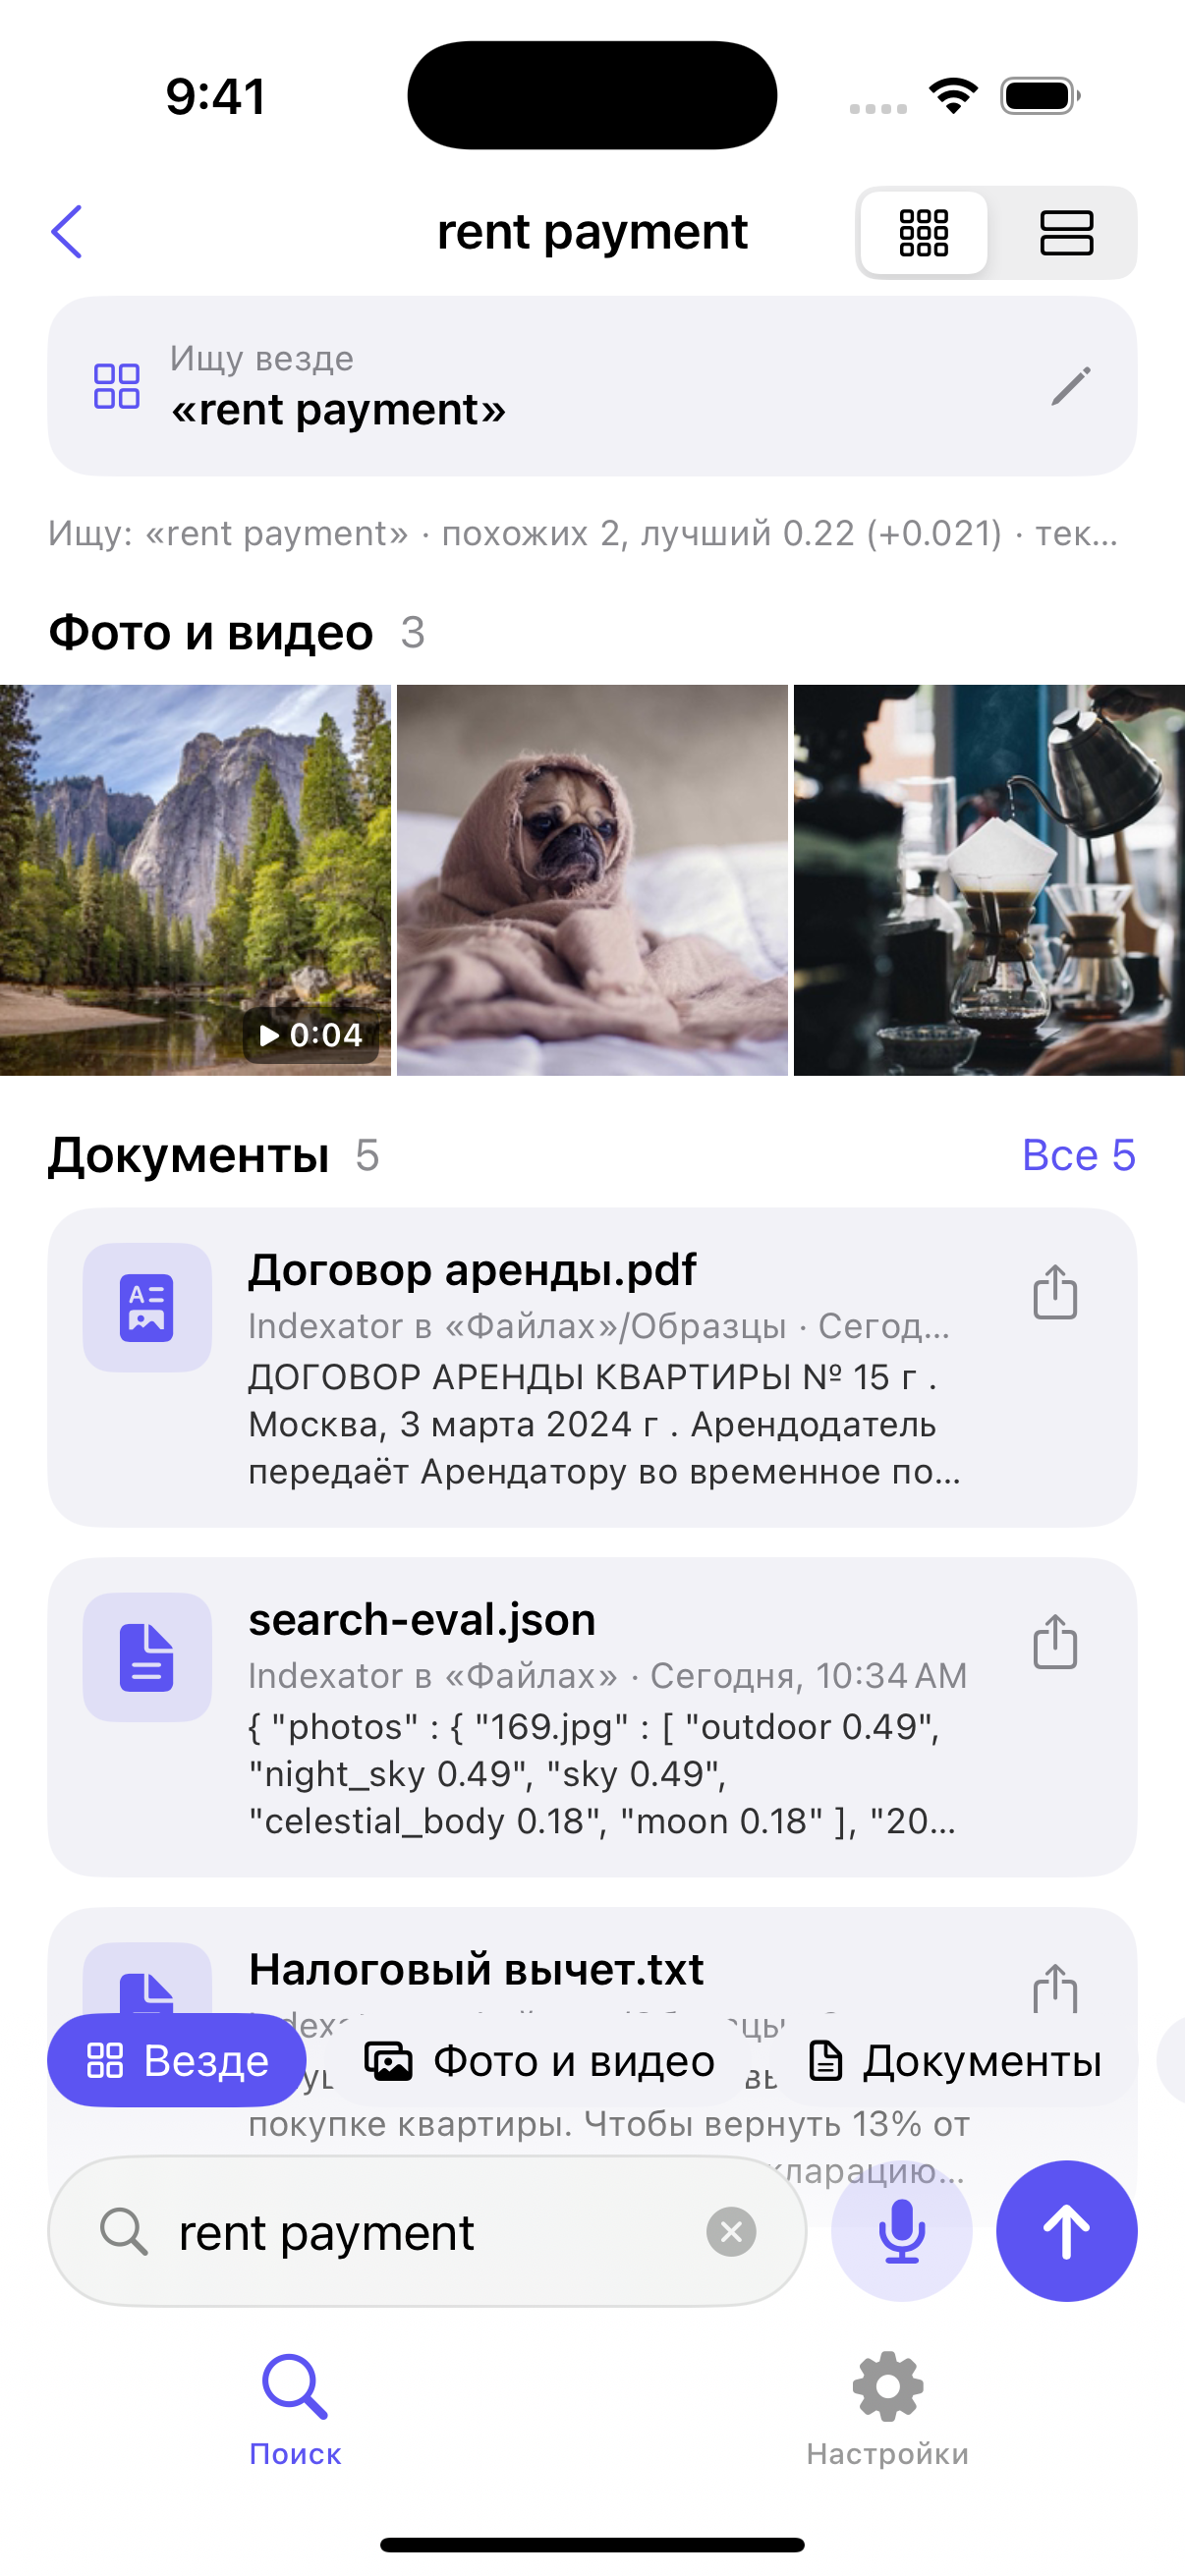 9:41
rent payment
Ищу везде
«rent payment»
Ищу: «rent payment» · похожих 2, лучший 0.22 (+0.021) · тек...
Фото и видео 3
0:04
Документы 5
Все 5
Договор аренды.pdf
Indexator в «Файлах»/Образцы · Сегод...
ДОГОВОР АРЕНДЫ КВАРТИРЫ № 15 г .
Москва, 3 марта 2024 г . Арендодатель
передаёт Арендатору во временное по...
search-eval.json
Indexator в «Файлах» · Сегодня, 10:34 AM
{ "photos" : { "169.jpg" : [ "outdoor 0.49",
"night_sky 0.49", "sky 0.49",
"celestial_body 0.18", "moon 0.18" ], "20...
Налоговый вычет.txt
Везде
Фото и видео
Документы
покупке квартиры. Чтобы вернуть 13% от
rent payment
Поиск
Настройки